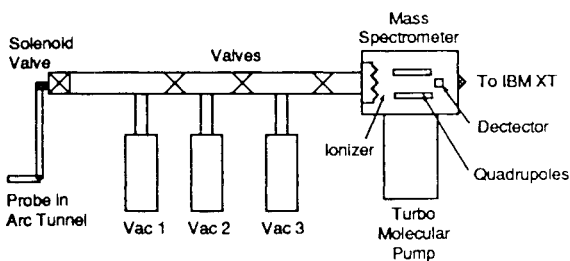 Mass
Spectrometer
Solenoid
Valve
Valves
To IBM XT
Dectector
Ionizer
Quadrupoles
Probe in
Arc Tunnel
Vac 1 Vac 2 Vac 3
Turbo
Molecular
Pump